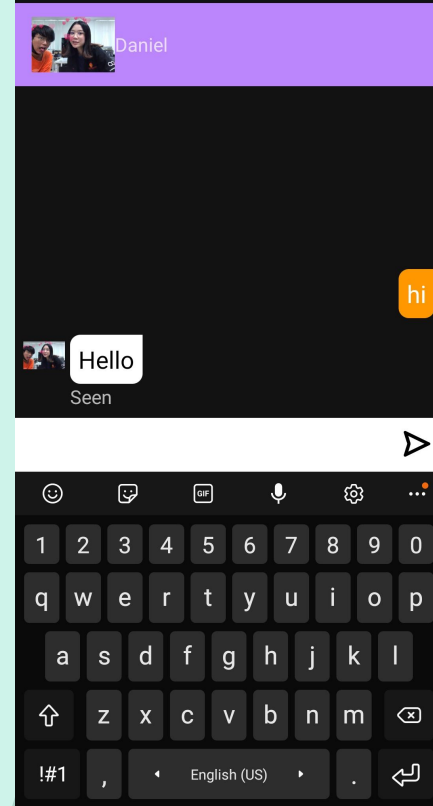 Daniel
hi
Hello
Seen
GIF
1 2 3 4 5 6 7 8 9 0
q w e r t y u i o p
a s d f g h j k l
z x c v b n m
!#1 , English (US) .